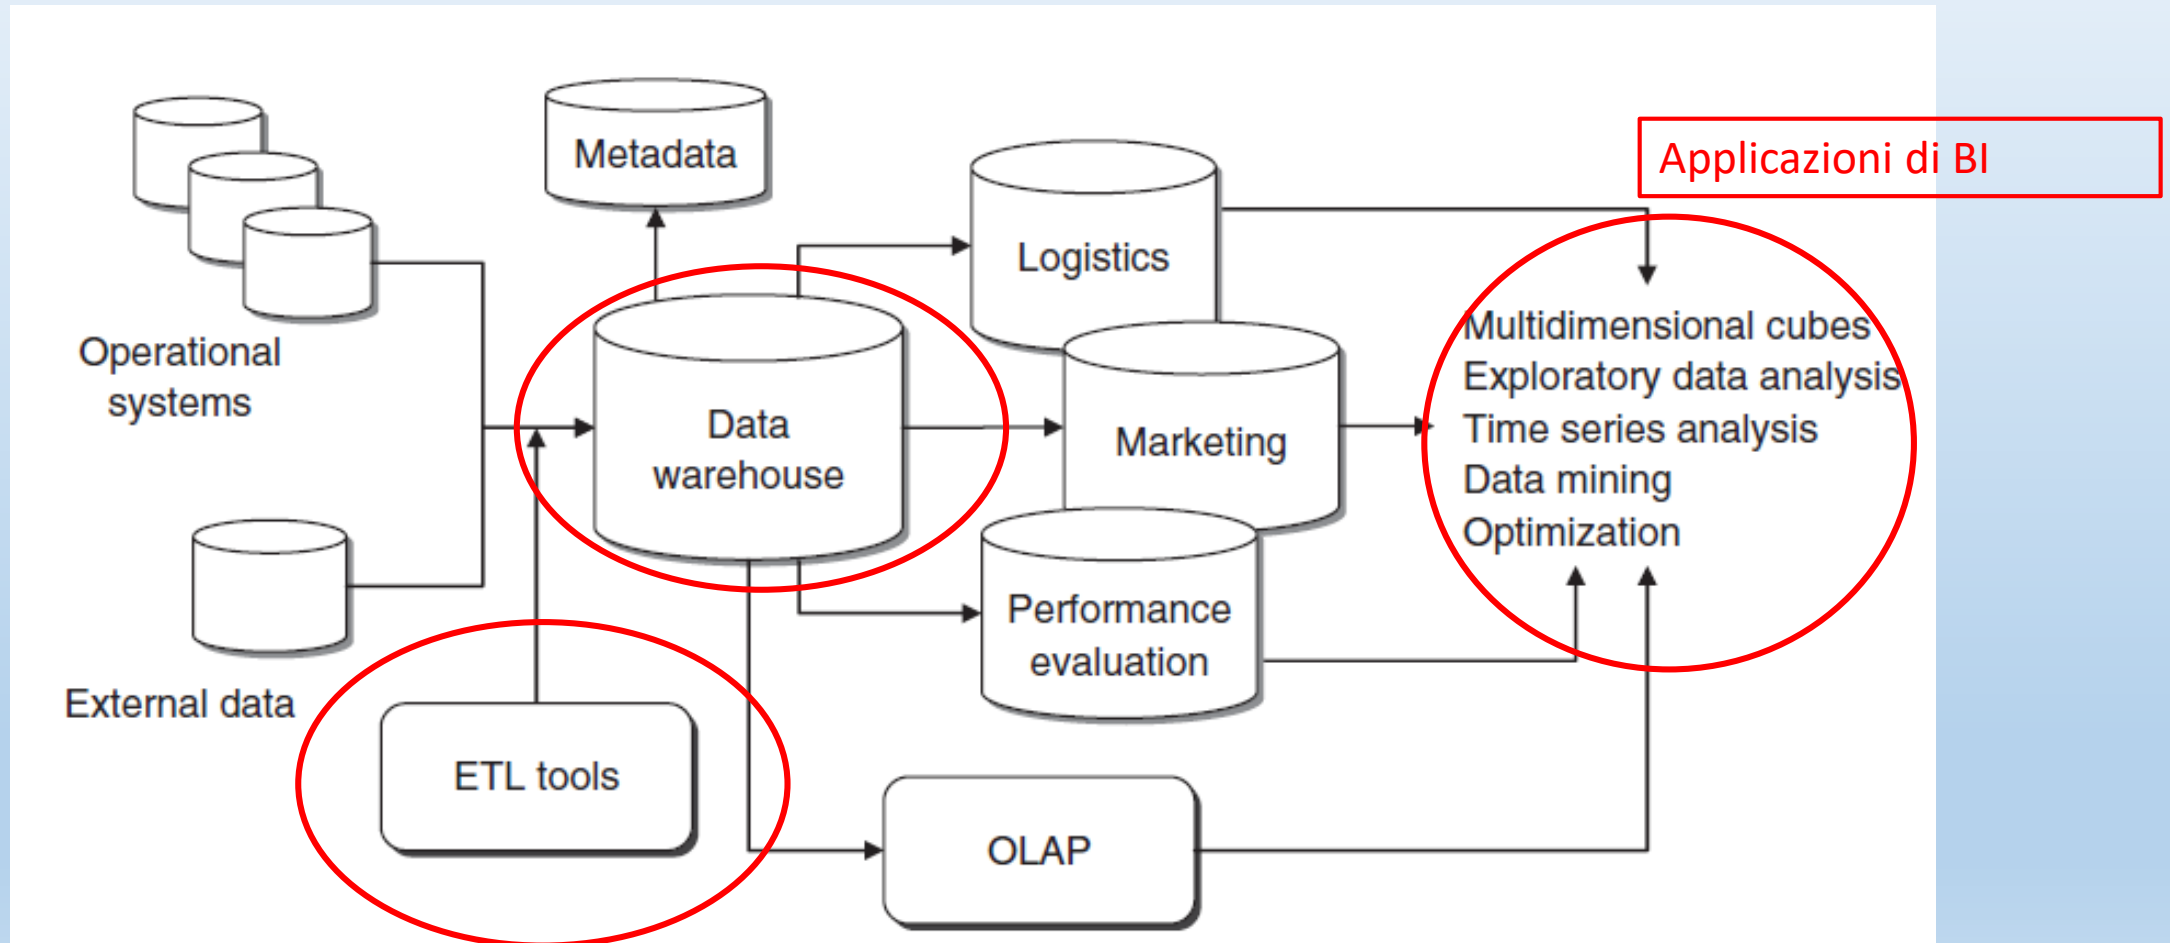 Applicazioni di BI
Metadata
Logistics
Operational
systems
Data
warehouse
Marketing
Multidimensional cubes
Exploratory data analysis
Time series analysis
Data mining
Optimization
Performance
evaluation
External data
ETL tools
OLAP